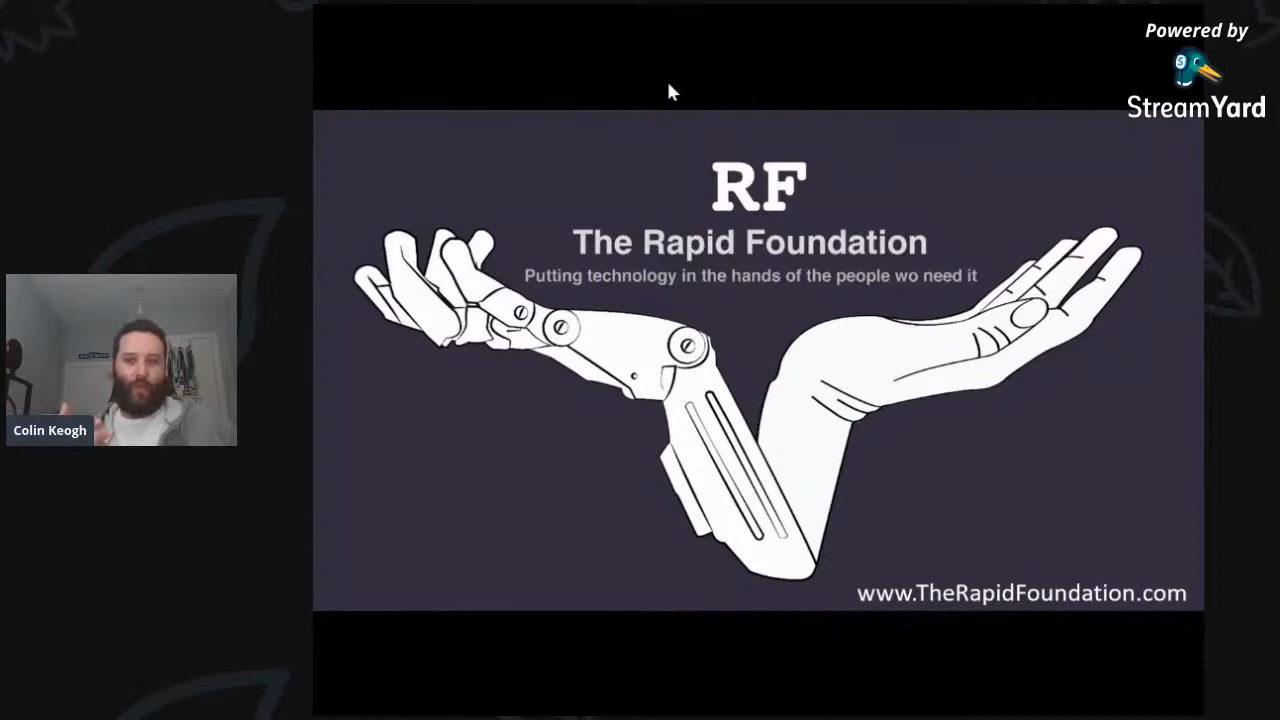 Powered by
StreamYard
RF
The Rapid Foundation
Putting technology in the hands of the people wo need it
Colin Keogh
www.TheRapidFoundation.com